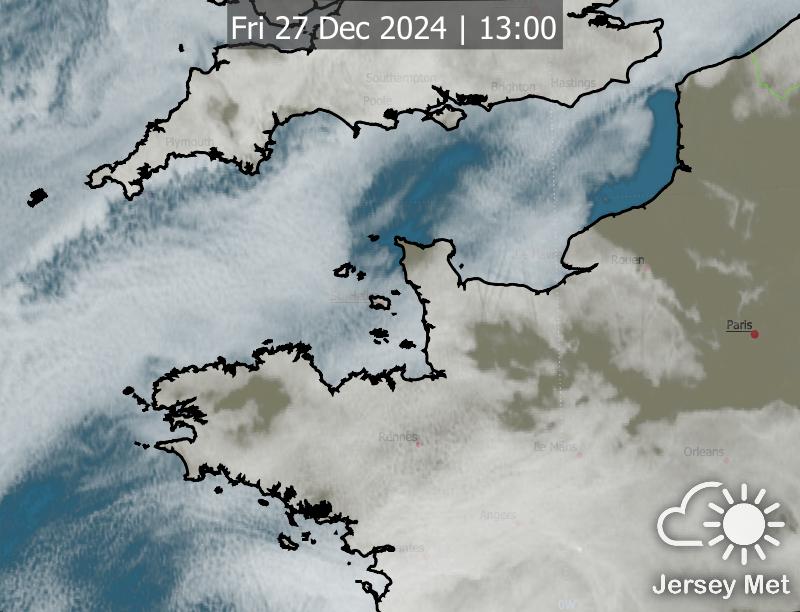 Fri 27 Dec 2024 | 13:00
Southampton
Brighton
Hastings
Poole
Plymouth
Rouen
Paris
Rennes
Le Mans
Orleans
Angers
0W
Jersey Met